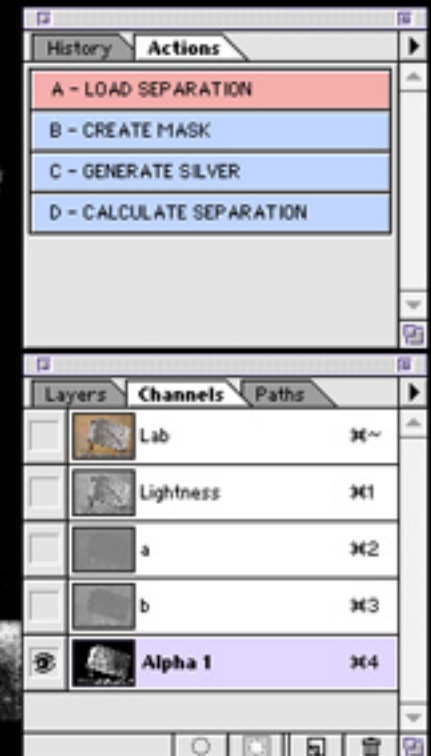 History Actions
A - LOAD SEPARATION
B - CREATE MASK
C - GENERATE SILVER
D - CALCULATE SEPARATION
Layers Channels Paths
Lab ⌘~
Lightness ⌘1
a ⌘2
b ⌘3
Alpha 1 ⌘4